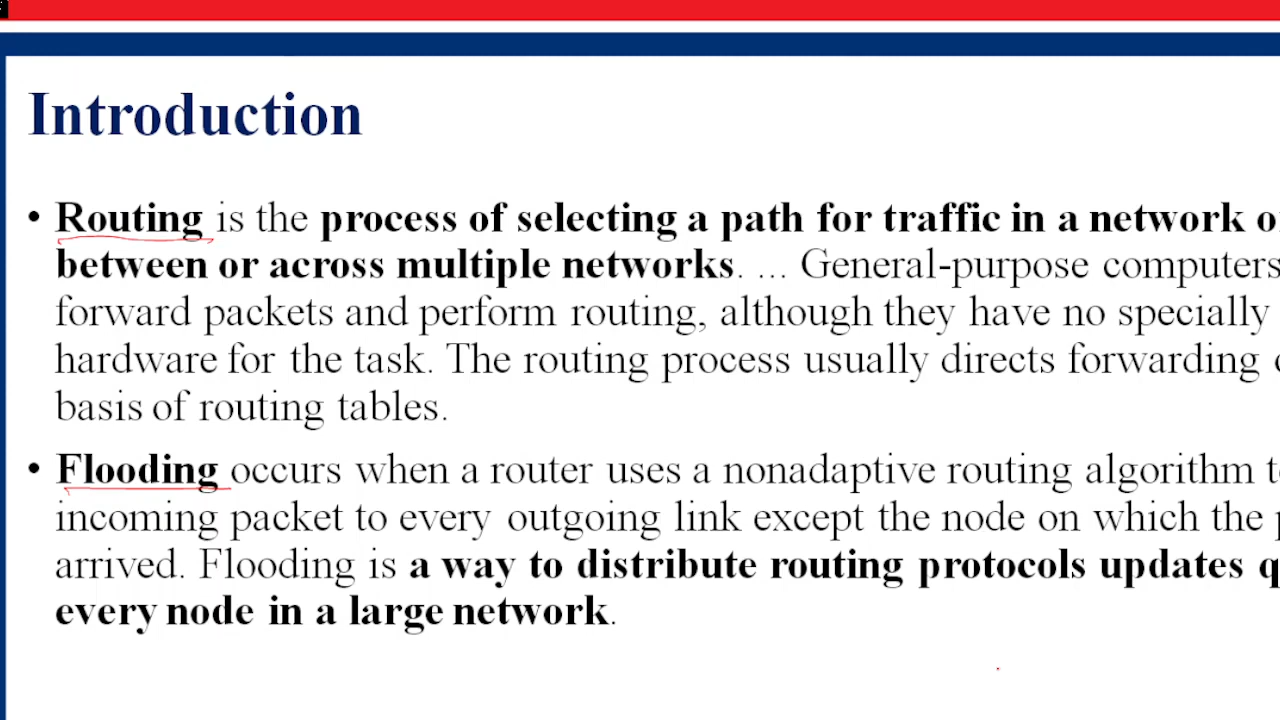 Introduction
• Routing is the process of selecting a path for traffic in a network
between or across multiple networks. ... General-purpose computers
forward packets and perform routing, although they have no specially
hardware for the task. The routing process usually directs forwarding
basis of routing tables.
• Flooding occurs when a router uses a nonadaptive routing algorithm
incoming packet to every outgoing link except the node on which the
arrived. Flooding is a way to distribute routing protocols updates
every node in a large network.